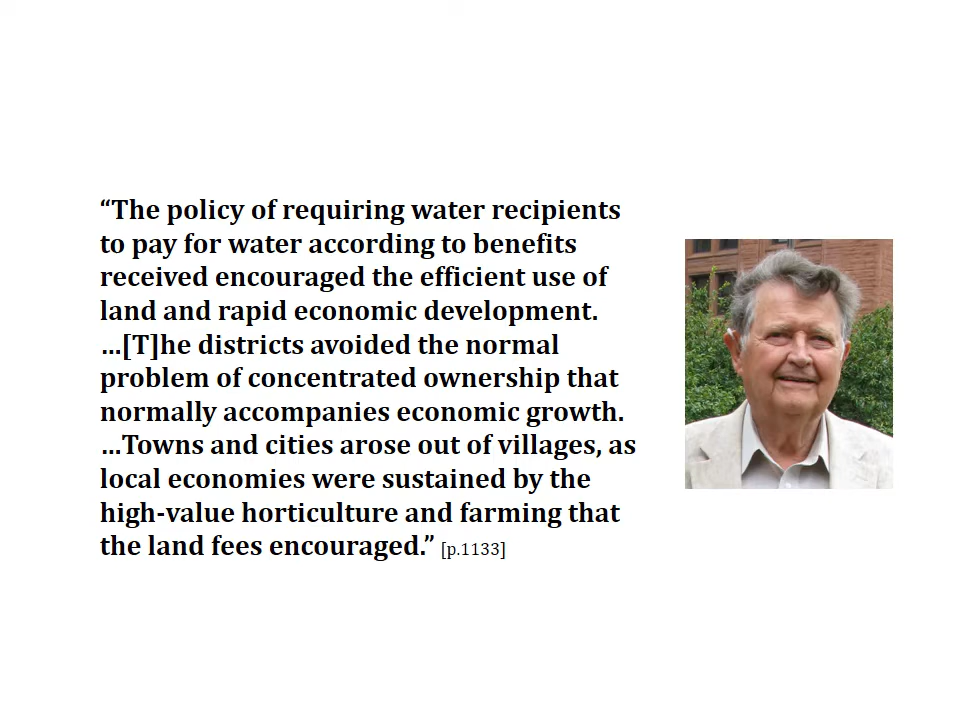 “The policy of requiring water recipients
to pay for water according to benefits
received encouraged the efficient use of
land and rapid economic development.
…[T]he districts avoided the normal
problem of concentrated ownership that
normally accompanies economic growth.
…Towns and cities arose out of villages, as
local economies were sustained by the
high-value horticulture and farming that
the land fees encouraged.” [p.1133]